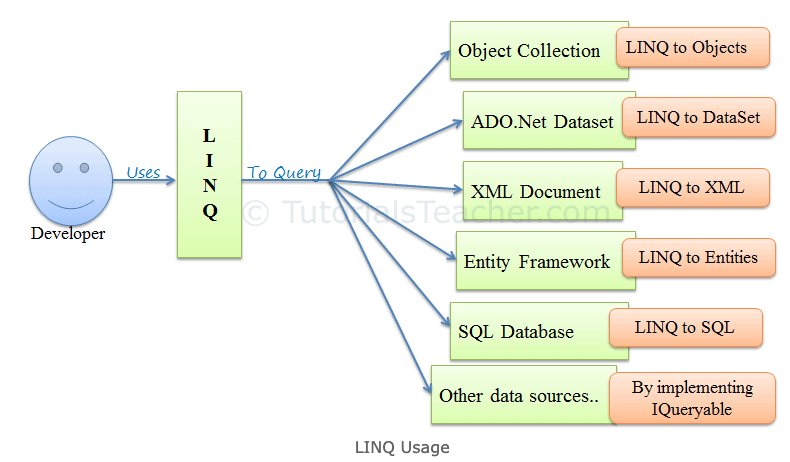 Object Collection
LINQ to Objects
ADO.Net Dataset
LINQ to DataSet
L
I
N
Q
Uses
To Query
XML Document
LINQ to XML
© TutorialsTeacher.com
Developer
Entity Framework
LINQ to Entities
SQL Database
LINQ to SQL
Other data sources..
By implementing
IQueryable
LINQ Usage